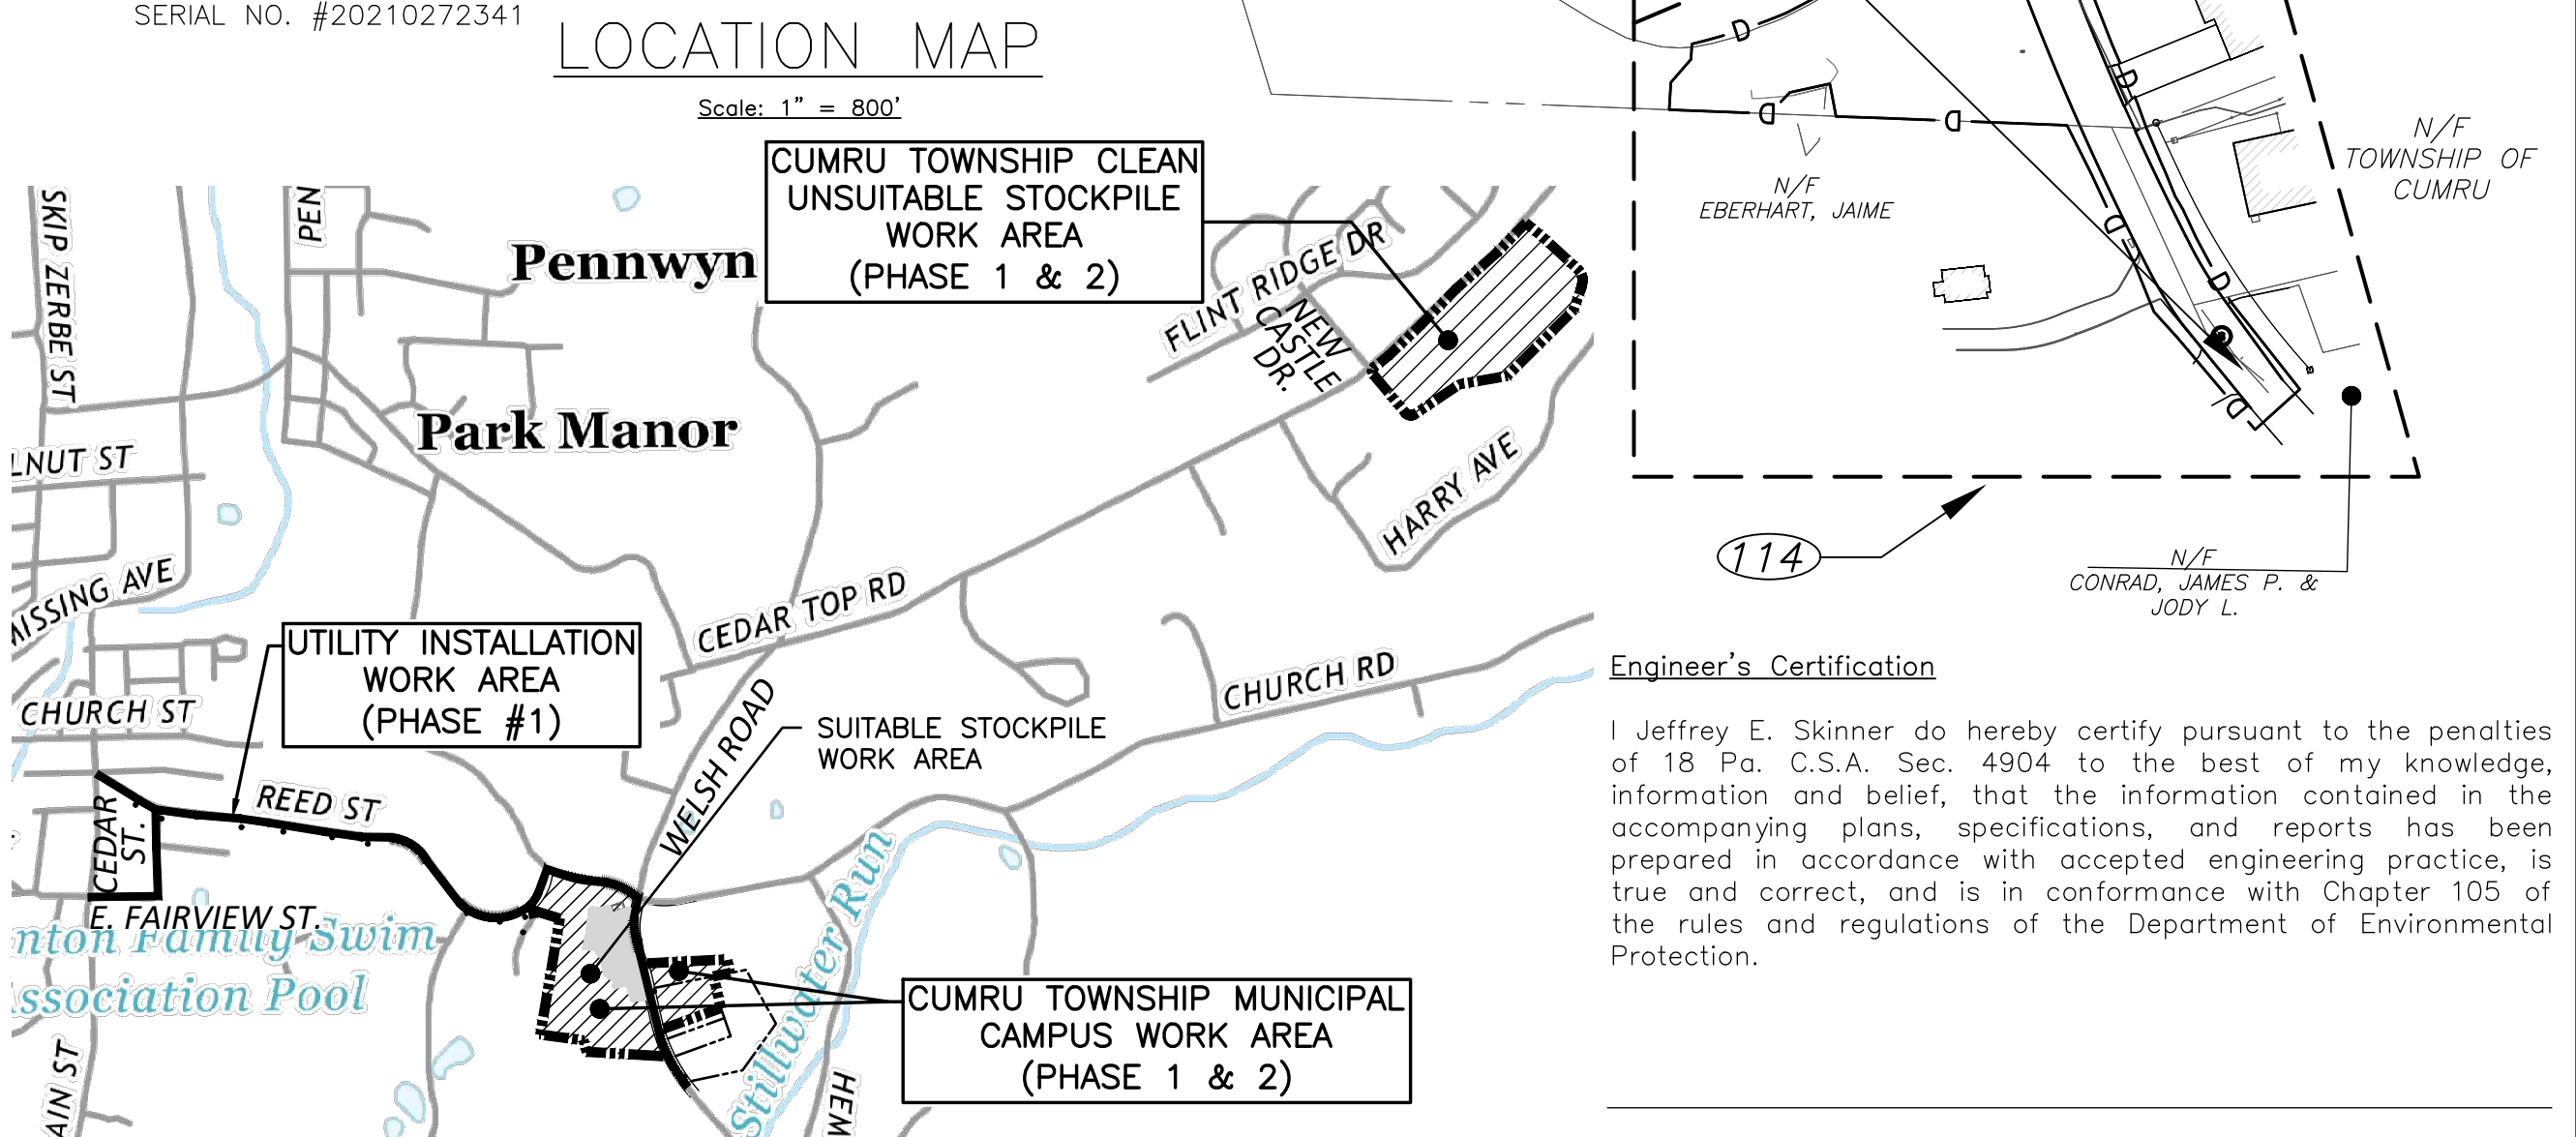 SERIAL NO. #20210272341
LOCATION MAP
Scale: 1" = 800'
CUMRU TOWNSHIP CLEAN
UNSUITABLE STOCKPILE
WORK AREA
(PHASE 1 & 2)
SKIP ZERBE ST
PEN
Pennwyn
FLINT RIDGE DR
NEW
CASTLE
DR.
Park Manor
LNUT ST
HARRY AVE
MISSING AVE
CEDAR TOP RD
UTILITY INSTALLATION
WORK AREA
(PHASE #1)
CHURCH RD
CHURCH ST
WELSH ROAD
SUITABLE STOCKPILE
WORK AREA
REED ST
CEDAR
ST.
E. FAIRVIEW ST.
nton Family Swim
ssociation Pool
Stillwater Run
CUMRU TOWNSHIP MUNICIPAL
CAMPUS WORK AREA
(PHASE 1 & 2)
AIN ST
HEM
D
D
D
D
D
D
D
N/F
TOWNSHIP OF
CUMRU
N/F
EBERHART, JAIME
114
N/F
CONRAD, JAMES P. &
JODY L.
Engineer's Certification
I Jeffrey E. Skinner do hereby certify pursuant to the penalties
of 18 Pa. C.S.A. Sec. 4904 to the best of my knowledge,
information and belief, that the information contained in the
accompanying plans, specifications, and reports has been
prepared in accordance with accepted engineering practice, is
true and correct, and is in conformance with Chapter 105 of
the rules and regulations of the Department of Environmental
Protection.